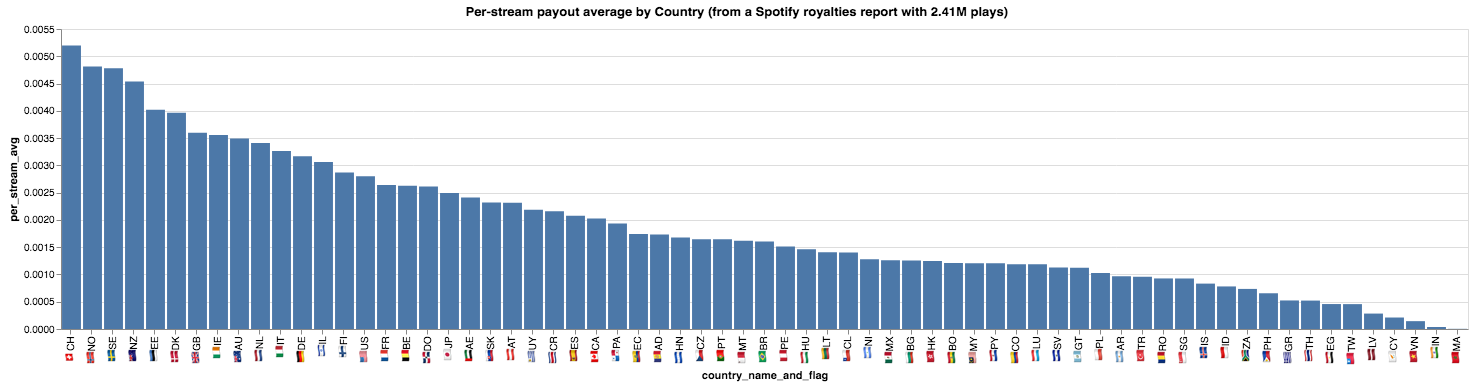 Per-stream payout average by Country (from a Spotify royalties report with 2.41M plays)
per_stream_avg
0.0055
0.0050
0.0045
0.0040
0.0035
0.0030
0.0025
0.0020
0.0015
0.0010
0.0005
0.0000
CH
NO
SE
NZ
EE
DK
GB
IE
AU
NL
IT
DE
IL
FI
US
FR
BE
DO
JP
AE
SK
AT
UY
CR
ES
CA
PA
EC
AD
HN
CZ
PT
MT
BR
PE
HU
LT
CL
NI
MX
BG
HK
BO
MY
PY
CO
LU
SV
GT
PL
AR
TR
RO
SG
IS
ID
ZA
PH
GR
TH
EG
TW
LV
CY
VN
IN
MA
country_name_and_flag